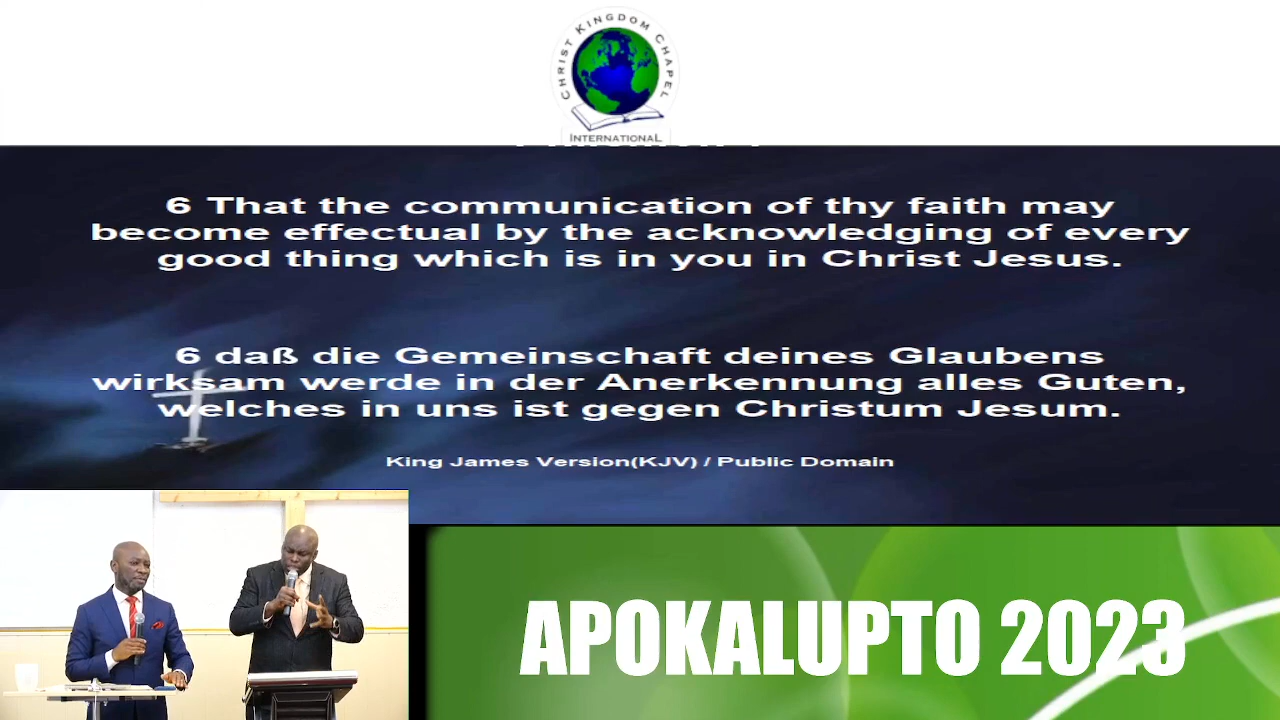 CHRIST KINGDOM CHAPEL
INTERNATIONAL
6 That the communication of thy faith may
become effectual by the acknowledging of every
good thing which is in you in Christ Jesus.
6 daß die Gemeinschaft deines Glaubens
wirksam werde in der Anerkennung alles Guten,
welches in uns ist gegen Christum Jesum.
King James Version(KJV) / Public Domain
APOKALUPTO 2023